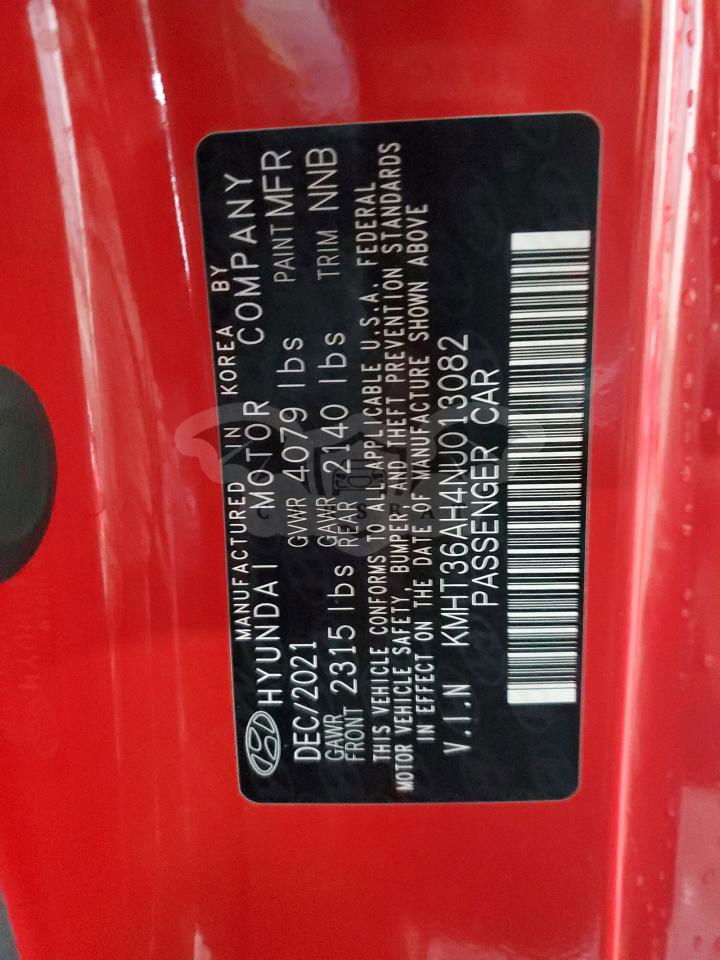 MANUFACTURED IN KOREA BY
HYUNDAI MOTOR COMPANY
DEC/2021 GVWR 4079 lbs PAINT MFR
GAWR FRONT 2315 lbs GAWR REAR 2140 lbs TRIM NNB
THIS VEHICLE CONFORMS TO ALL APPLICABLE U.S.A. FEDERAL
MOTOR VEHICLE SAFETY, BUMPER, AND THEFT PREVENTION STANDARDS
IN EFFECT ON THE DATE OF MANUFACTURE SHOWN ABOVE
V.I.N KMHT36AH4NU013082
PASSENGER CAR